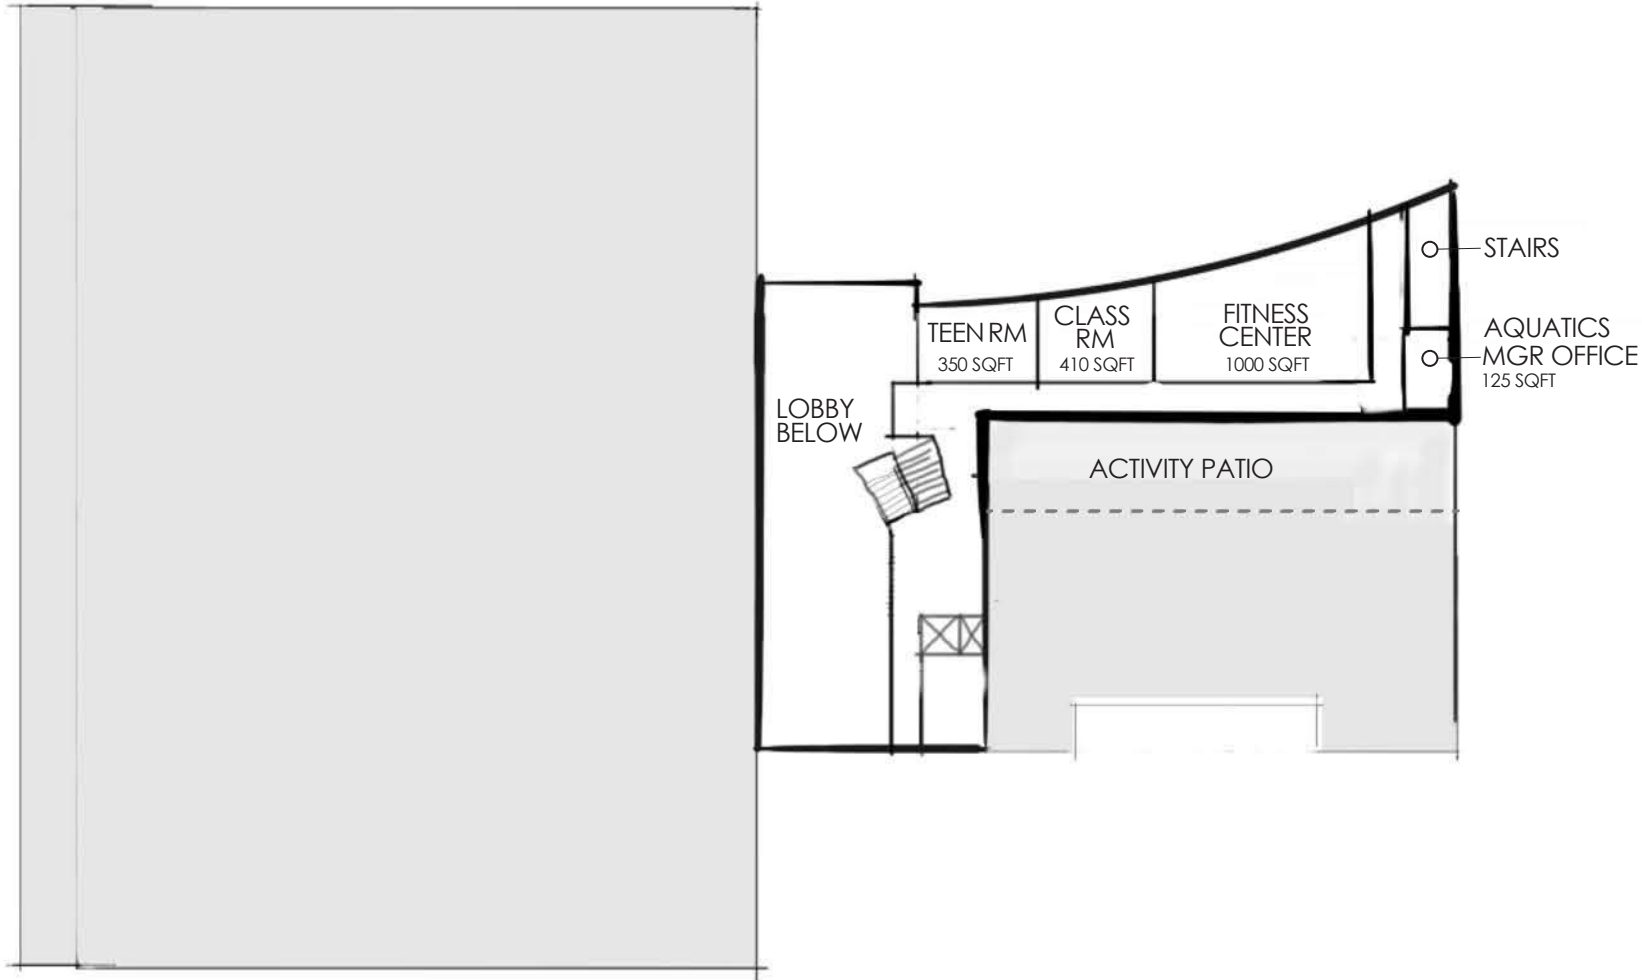 STAIRS
TEEN RM
350 SQFT
CLASS
RM
410 SQFT
FITNESS
CENTER
1000 SQFT
AQUATICS
MGR OFFICE
125 SQFT
LOBBY
BELOW
ACTIVITY PATIO